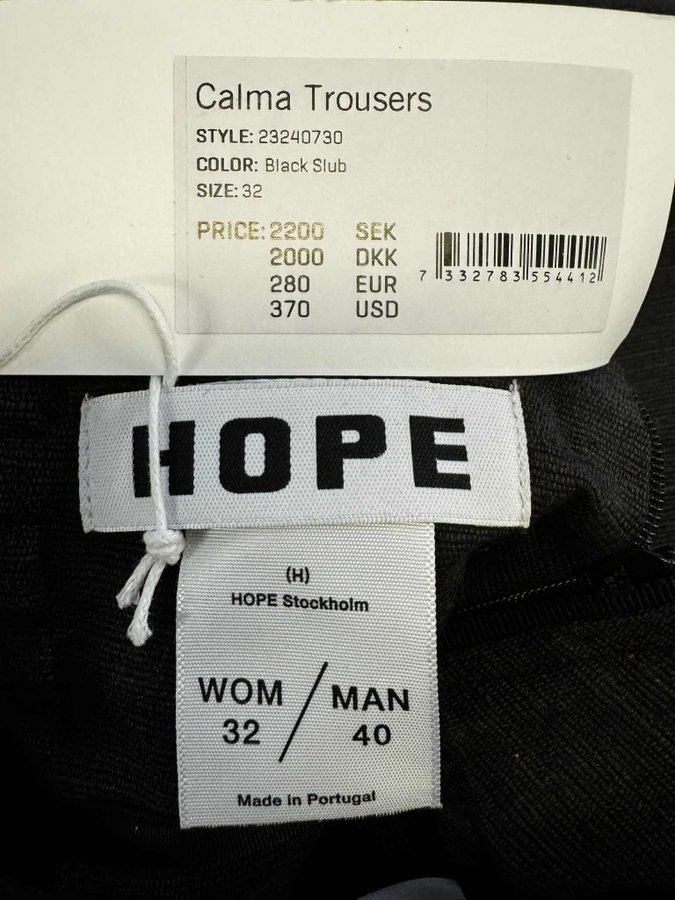 Calma Trousers
STYLE: 23240730
COLOR: Black Slub
SIZE: 32
PRICE: 2200 SEK
2000 DKK
280 EUR
370 USD
7 332783 554412
HOPE
(H)
HOPE Stockholm
WOM / MAN
32 40
Made in Portugal